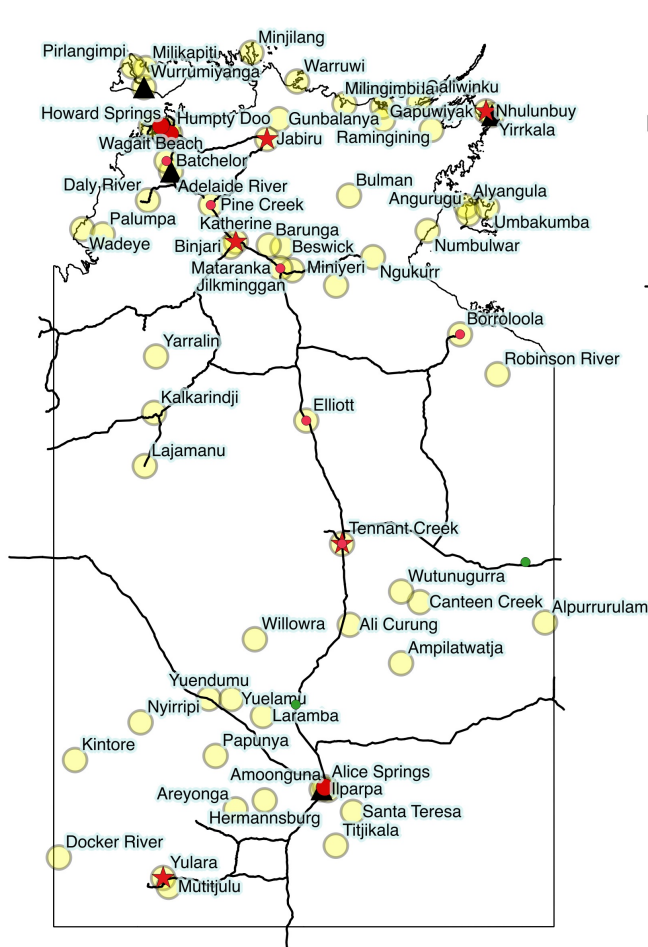 Minjilang
Pirlangimpi
Milikapiti
Warruwi
Wurrumiyanga
Milingimbi
Galiwinku
Howard Springs
Humpty Doo
Gunbalanya
Gapuwiyak
Nhulunbuy
Yirrkala
Wagait Beach
Jabiru
Ramingining
Batchelor
Daly River
Adelaide River
Bulman
Angurugu
Alyangula
Pine Creek
Umbakumba
Palumpa
Katherine
Barunga
Wadeye
Binjari
Beswick
Numbulwar
Mataranka
Miniyeri
Ngukurr
Jilkminggan
Borroloola
Yarralin
Robinson River
Kalkarindji
Elliott
Lajamanu
Tennant Creek
Wutunugurra
Canteen Creek
Alpurrurulam
Willowra
Ali Curung
Ampilatwatja
Yuendumu
Yuelamu
Nyirripi
Laramba
Kintore
Papunya
Amoonguna
Alice Springs
Ilparpa
Areyonga
Hermannsburg
Santa Teresa
Titjikala
Docker River
Yulara
Mutitjulu